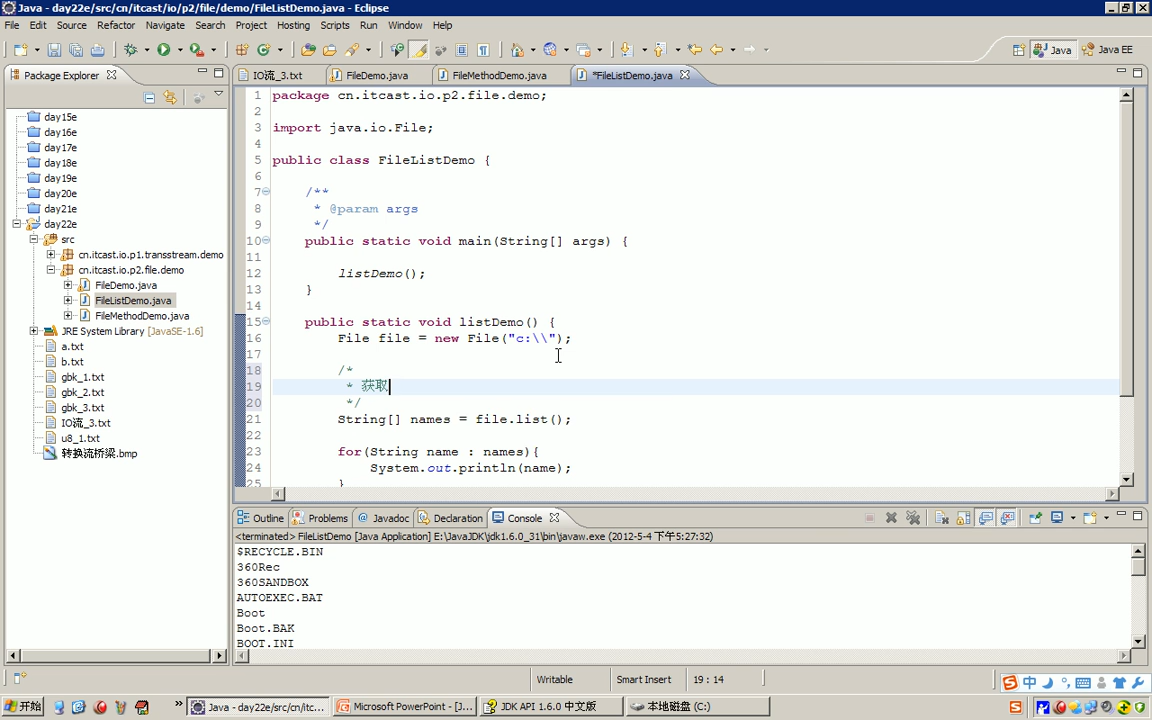 Java - day22e/src/cn/itcast/io/p2/file/demo/FileListDemo.java - Eclipse
File Edit Source Refactor Navigate Search Project Hosting Scripts Run Window Help
Java Java EE
Package Explorer
IO流_3.txt FileDemo.java FileMethodDemo.java *FileListDemo.java
day15e
day16e
day17e
day18e
day19e
day20e
day21e
day22e
src
cn.itcast.io.p1.transstream.demo
cn.itcast.io.p2.file.demo
FileDemo.java
FileListDemo.java
FileMethodDemo.java
JRE System Library [JavaSE-1.6]
a.txt
b.txt
gbk_1.txt
gbk_2.txt
gbk_3.txt
IO流_3.txt
u8_1.txt
转换流桥梁.bmp
1 package cn.itcast.io.p2.file.demo;
2
3 import java.io.File;
4
5 public class FileListDemo {
6
7 /**
8 * @param args
9 */
10 public static void main(String[] args) {
11
12 listDemo();
13 }
14
15 public static void listDemo() {
16 File file = new File("c:\\");
17
18 /*
19 * 获取
20 */
21 String[] names = file.list();
22
23 for(String name : names){
24 System.out.println(name);
25 }
Outline Problems @ Javadoc Declaration Console
<terminated> FileListDemo [Java Application] E:\JavaJDK\jdk1.6.0_31\bin\javaw.exe (2012-5-4 下午5:27:32)
$RECYCLE.BIN
360Rec
360SANDBOX
AUTOEXEC.BAT
Boot
Boot.BAK
BOOT.INI
Writable Smart Insert 19 : 14
中
开始 » Java - day22e/src/cn/itc... Microsoft PowerPoint - [J... JDK API 1.6.0 中文版 本地磁盘 (C:)